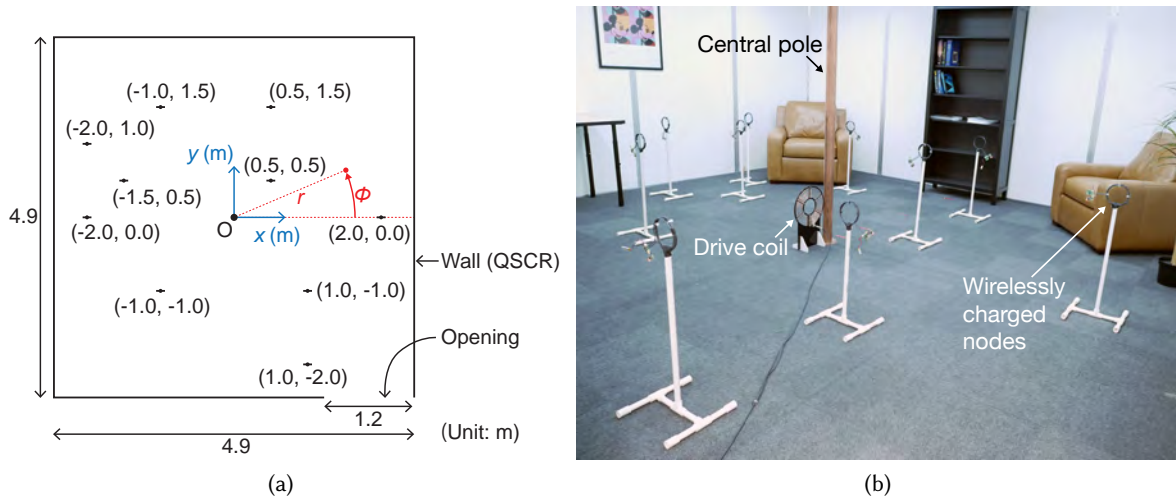 (-1.0, 1.5)
(0.5, 1.5)
(-2.0, 1.0)
y (m)
(0.5, 0.5)
r
ϕ
(-1.5, 0.5)
4.9
(-2.0, 0.0)
O
x (m)
(2.0, 0.0)
Wall (QSCR)
(-1.0, -1.0)
(1.0, -1.0)
Opening
(1.0, -2.0)
1.2
(Unit: m)
4.9
(a)
Central pole
Drive coil
Wirelessly
charged
nodes
(b)